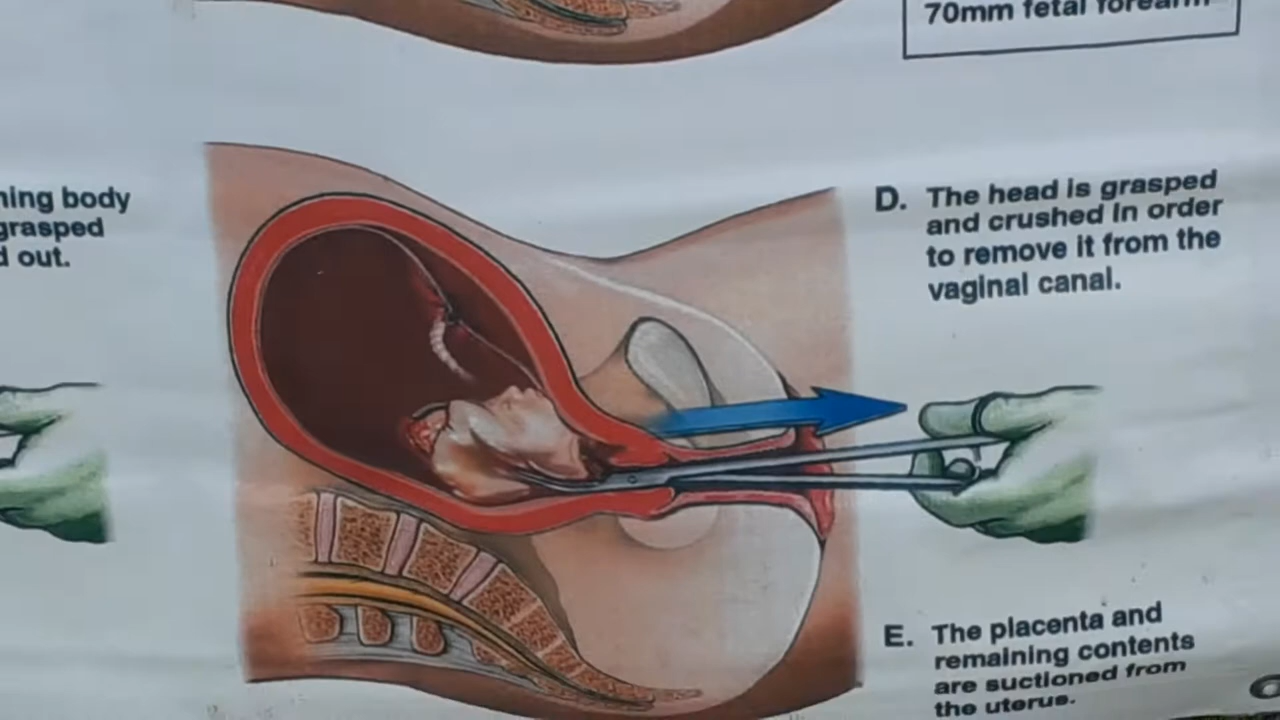 70mm fetal forearm
ning body
grasped
d out.
D. The head is grasped
and crushed in order
to remove it from the
vaginal canal.
E. The placenta and
remaining contents
are suctioned from
the uterus.